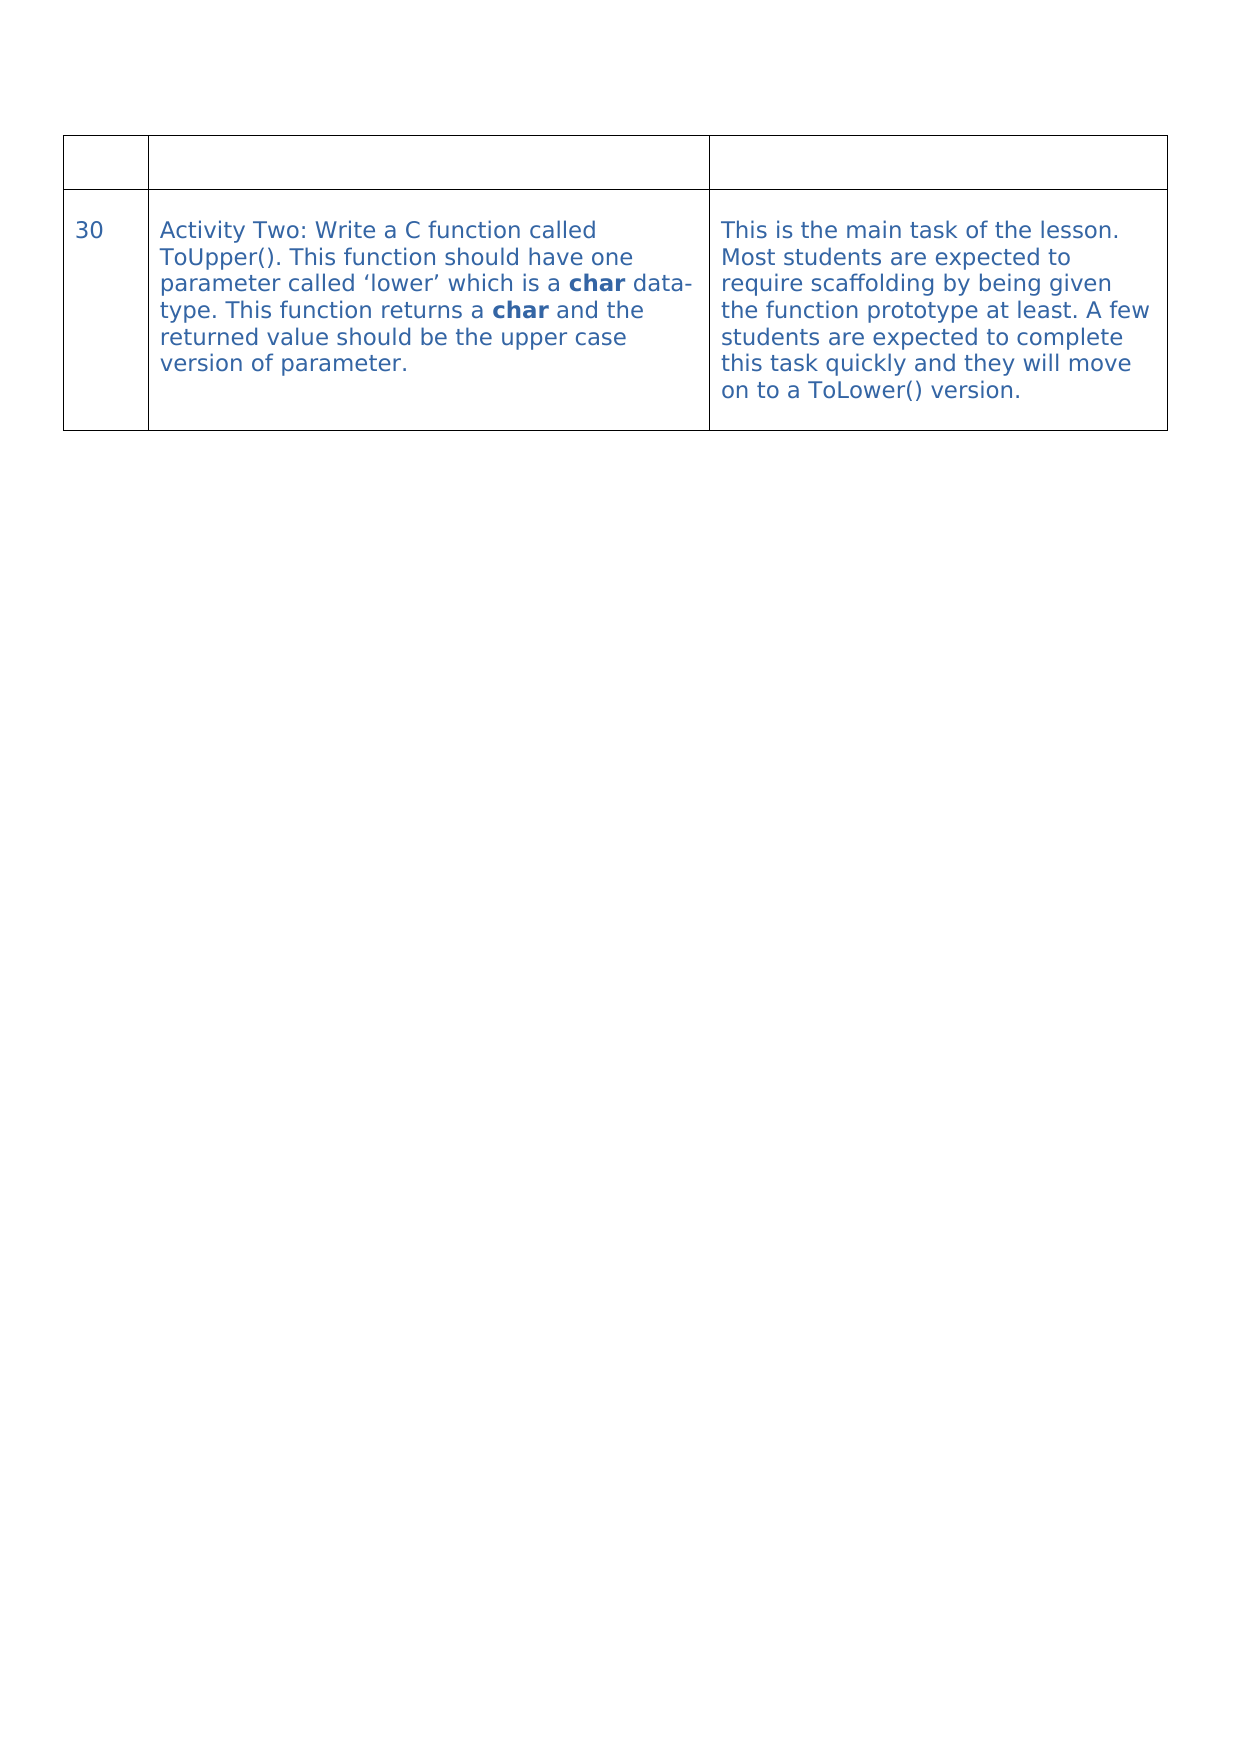 30
Activity Two: Write a C function called
ToUpper(). This function should have one
parameter called ‘lower’ which is a char data-
type. This function returns a char and the
returned value should be the upper case
version of parameter.
This is the main task of the lesson.
Most students are expected to
require scaffolding by being given
the function prototype at least. A few
students are expected to complete
this task quickly and they will move
on to a ToLower() version.